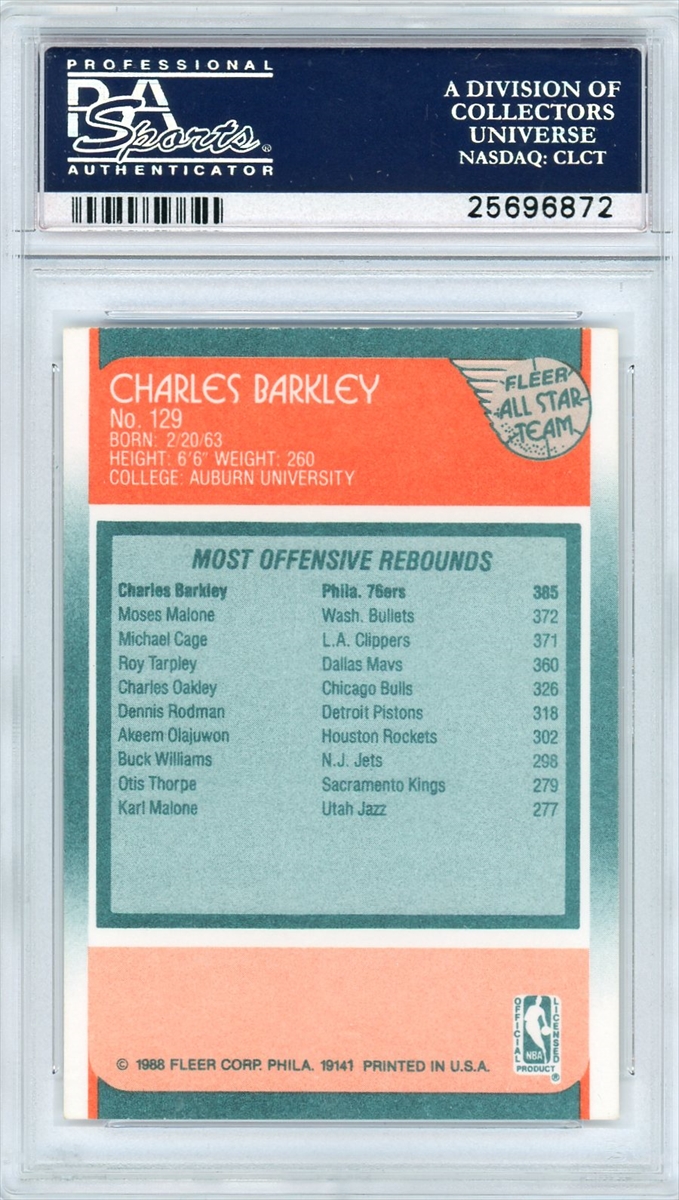 PROFESSIONAL
PSA
Sports®
AUTHENTICATOR
A DIVISION OF
COLLECTORS
UNIVERSE
NASDAQ: CLCT
25696872
CHARLES BARKLEY
No. 129
BORN: 2/20/63
HEIGHT: 6'6" WEIGHT: 260
COLLEGE: AUBURN UNIVERSITY
FLEER
ALL STAR
TEAM
MOST OFFENSIVE REBOUNDS
Charles Barkley Phila. 76ers 385
Moses Malone Wash. Bullets 372
Michael Cage L.A. Clippers 371
Roy Tarpley Dallas Mavs 360
Charles Oakley Chicago Bulls 326
Dennis Rodman Detroit Pistons 318
Akeem Olajuwon Houston Rockets 302
Buck Williams N.J. Jets 298
Otis Thorpe Sacramento Kings 279
Karl Malone Utah Jazz 277
OFFICIAL
LICENSED
NBA
PRODUCT
®
© 1988 FLEER CORP. PHILA. 19141 PRINTED IN U.S.A.